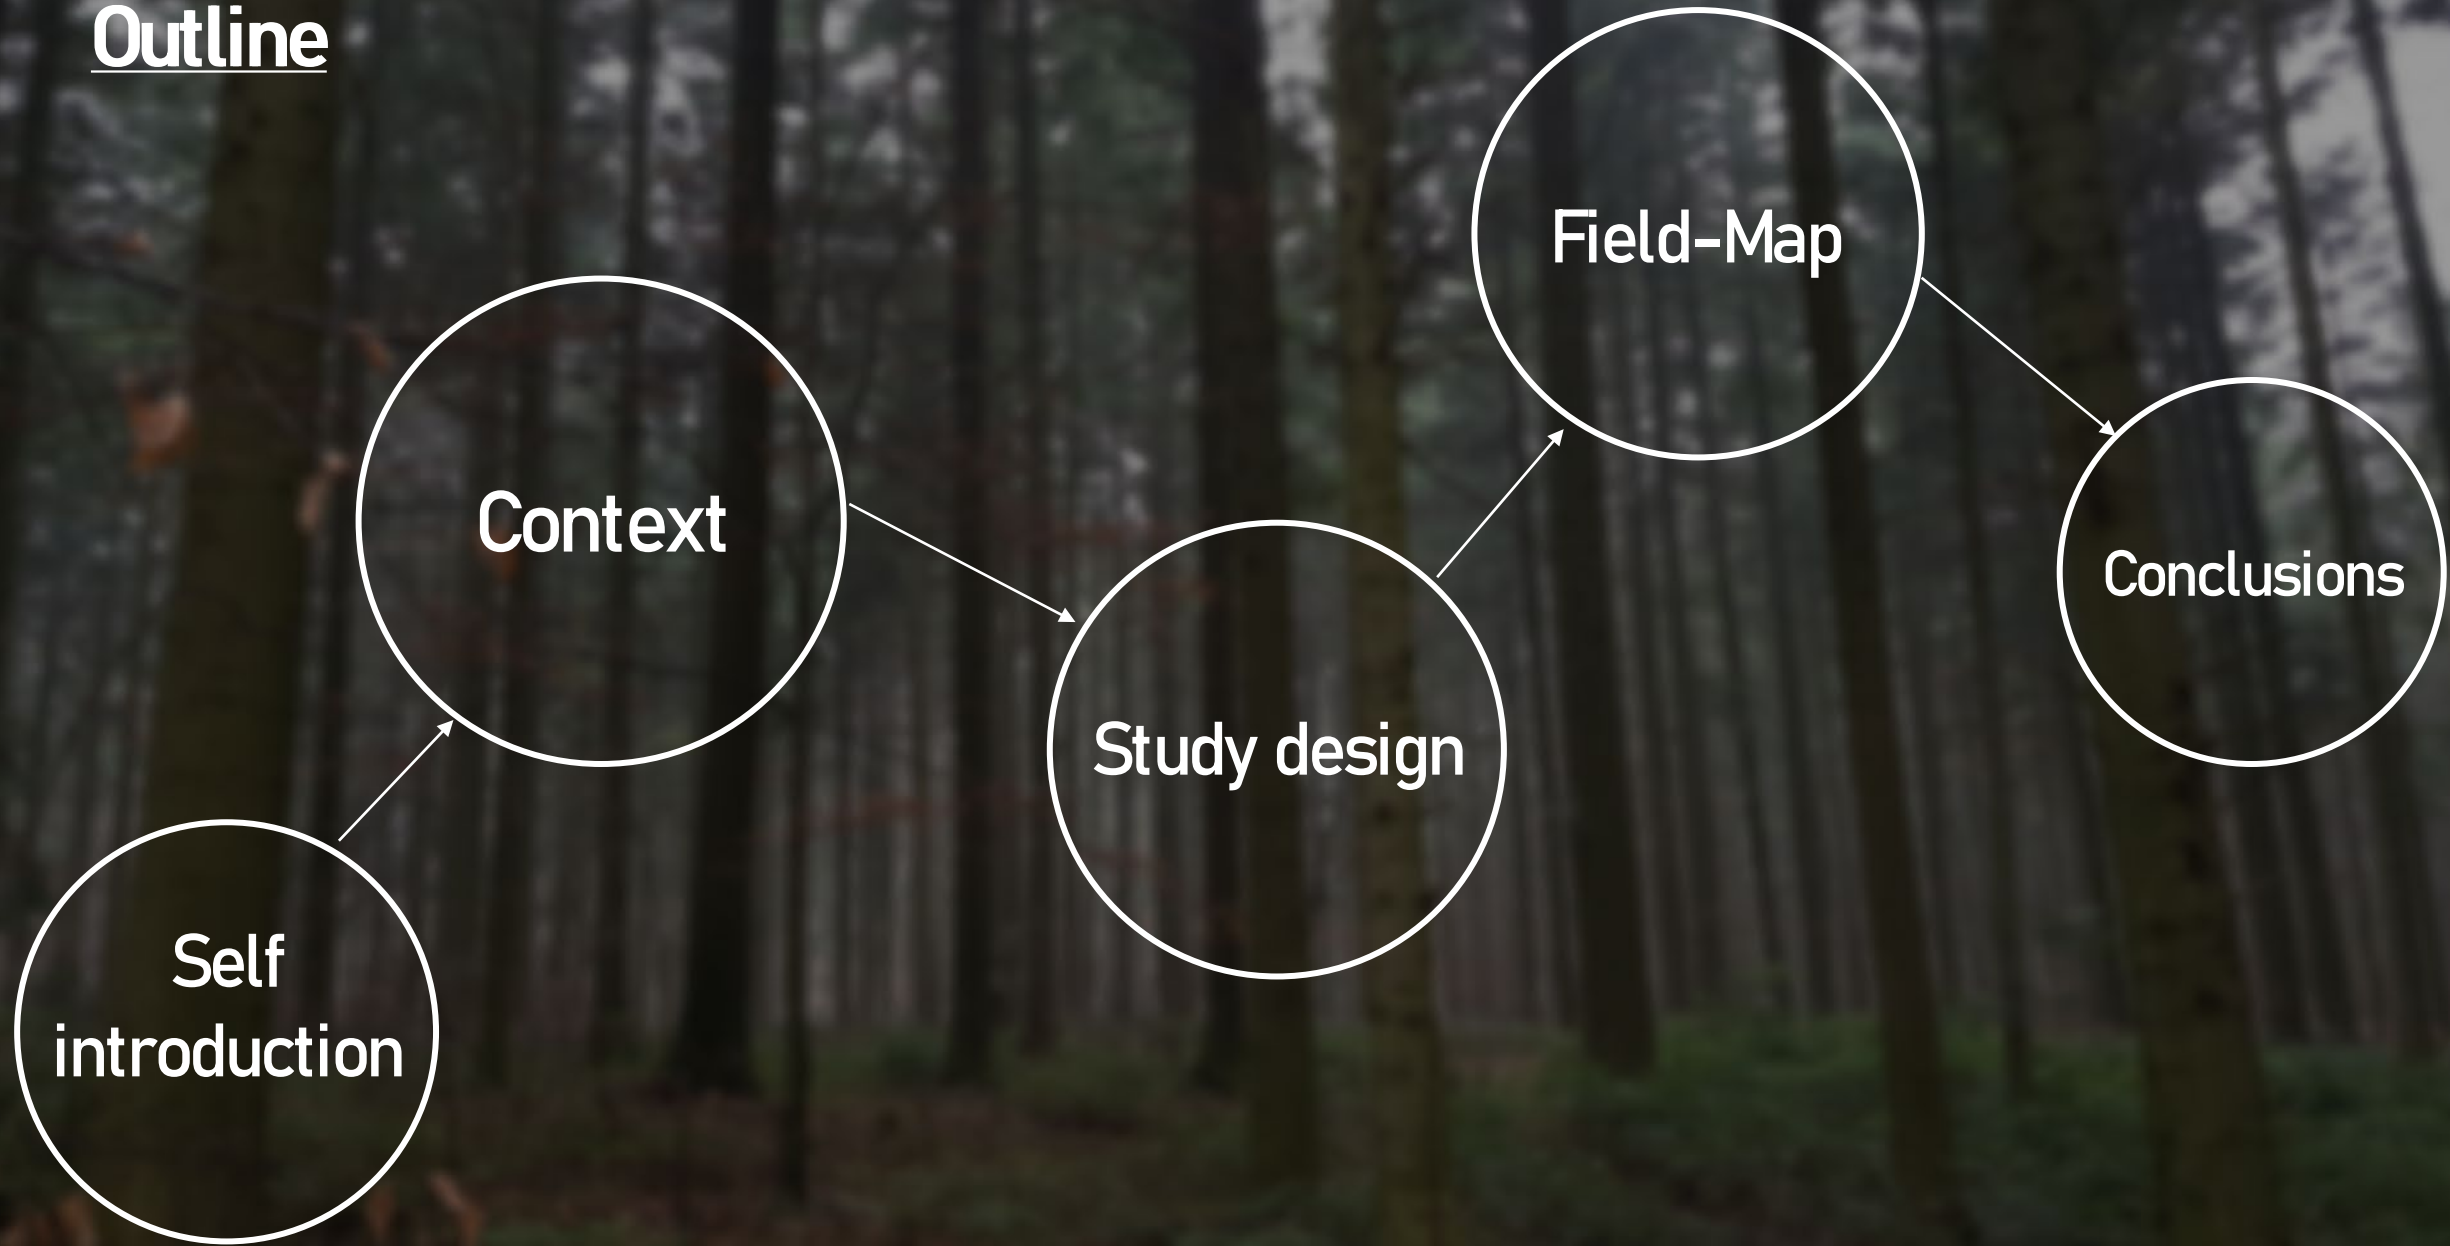 Outline
Self
introduction
Context
Study design
Field-Map
Conclusions